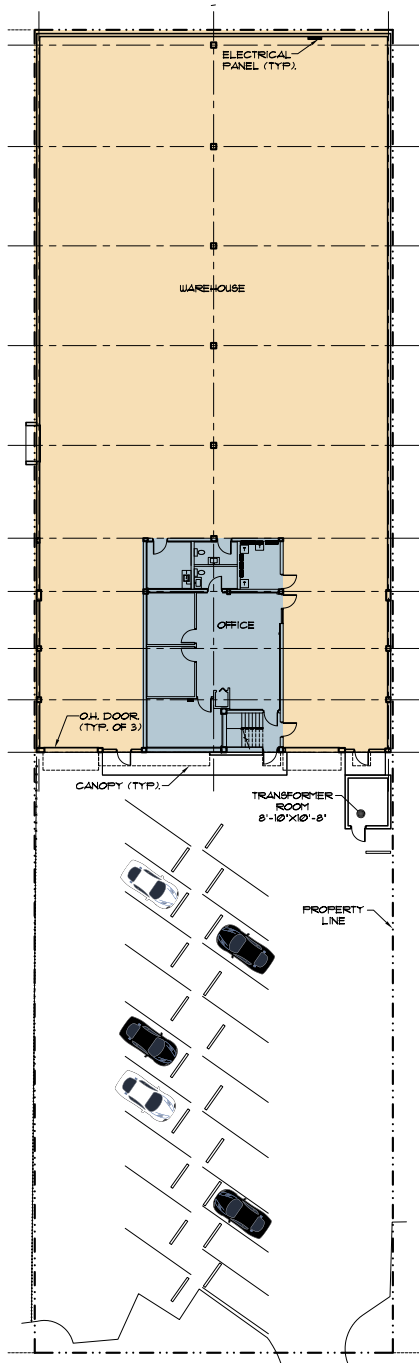 ELECTRICAL
PANEL (TYP).
WAREHOUSE
OFFICE
O.H. DOOR.
(TYP. OF 3)
CANOPY (TYP).
TRANSFORMER
ROOM
8'-10"X10'-8"
PROPERTY
LINE